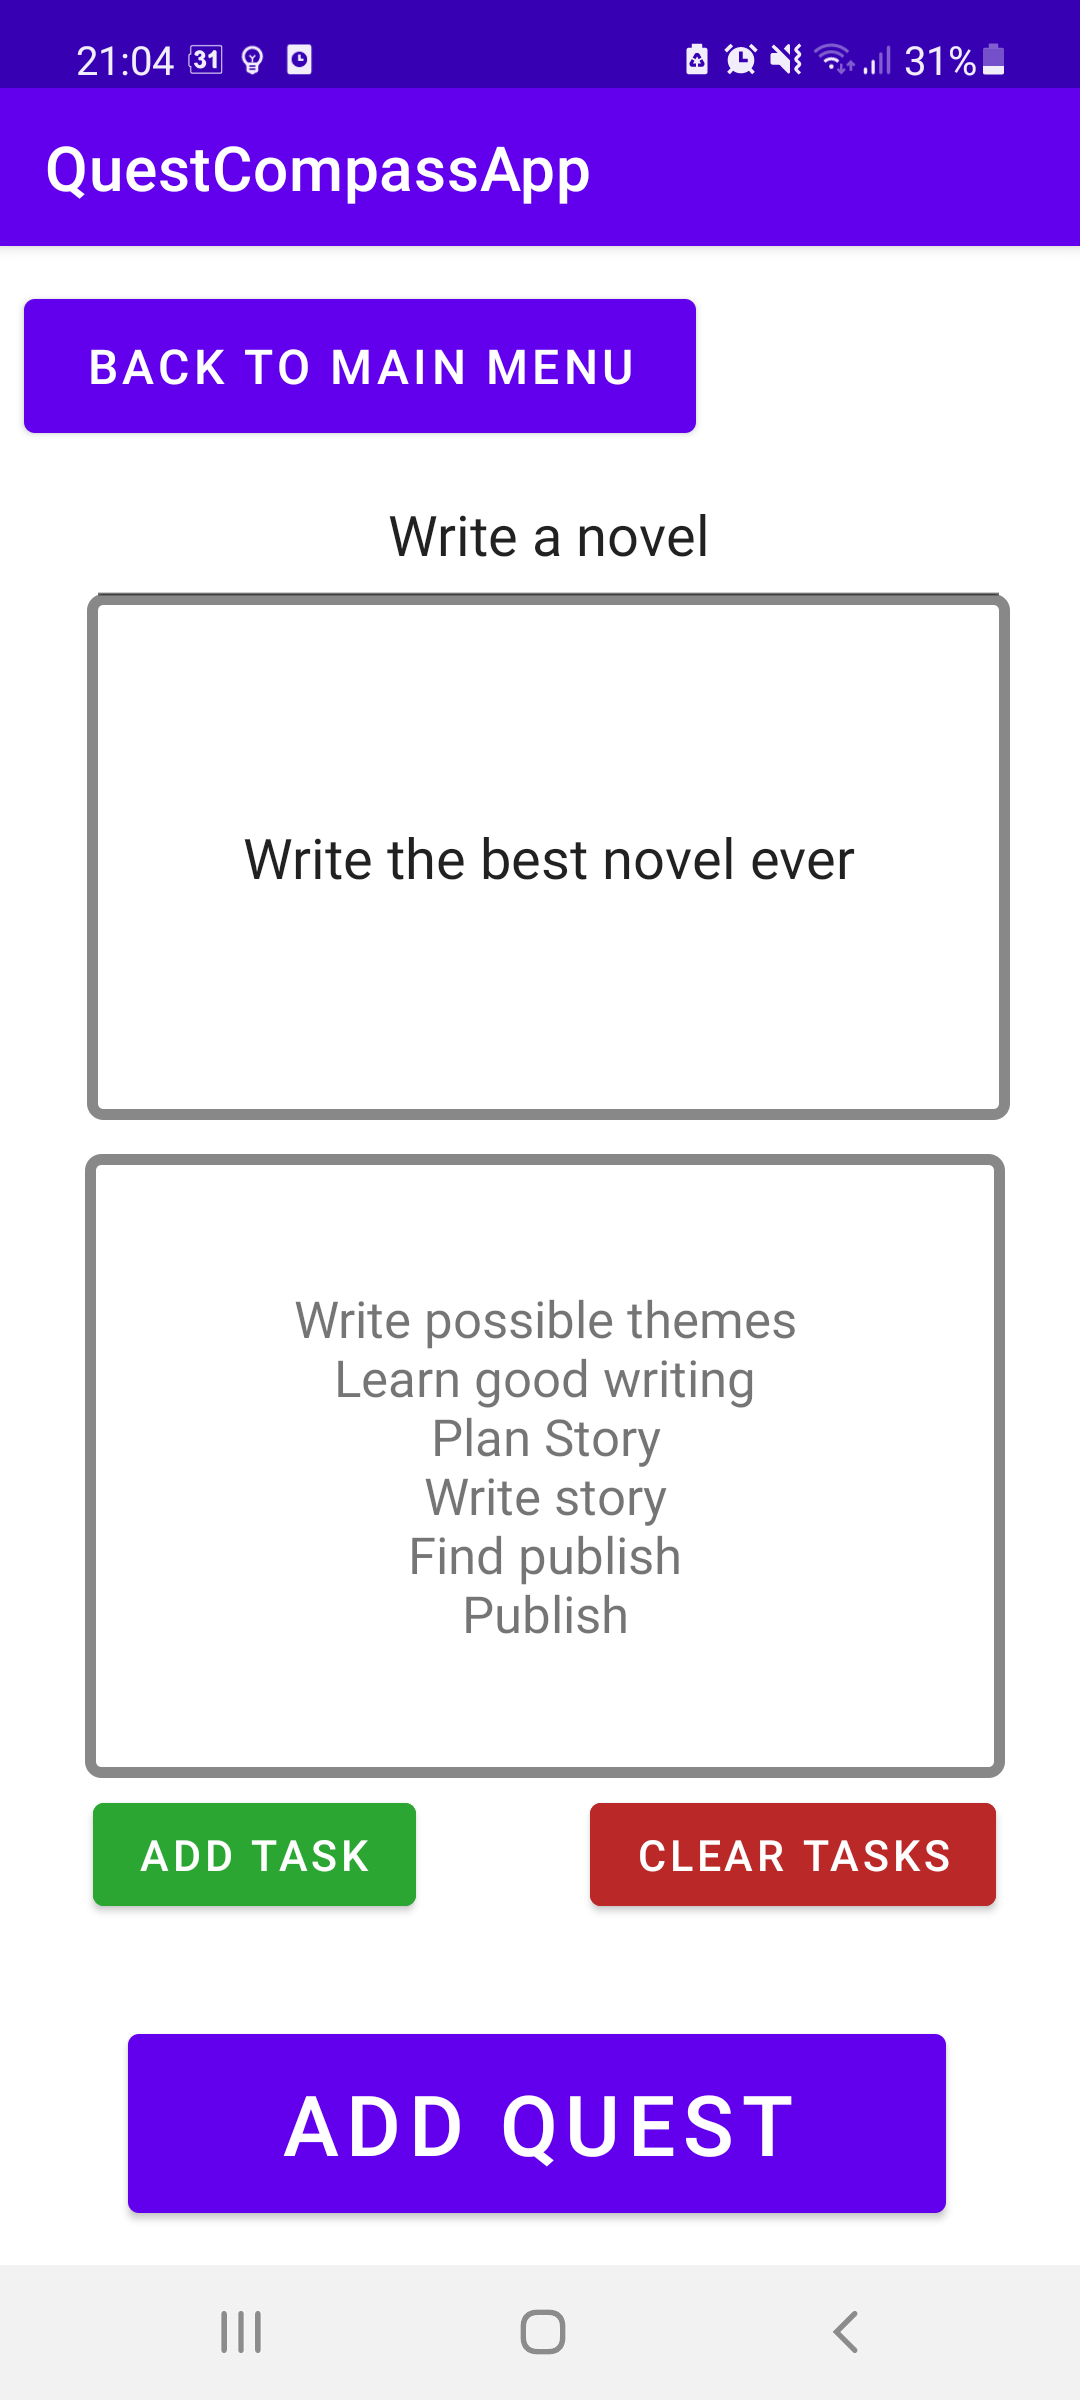 21:04 31 31%
QuestCompassApp
BACK TO MAIN MENU
Write a novel
Write the best novel ever
Write possible themes
Learn good writing
Plan Story
Write story
Find publish
Publish
ADD TASK CLEAR TASKS
ADD QUEST